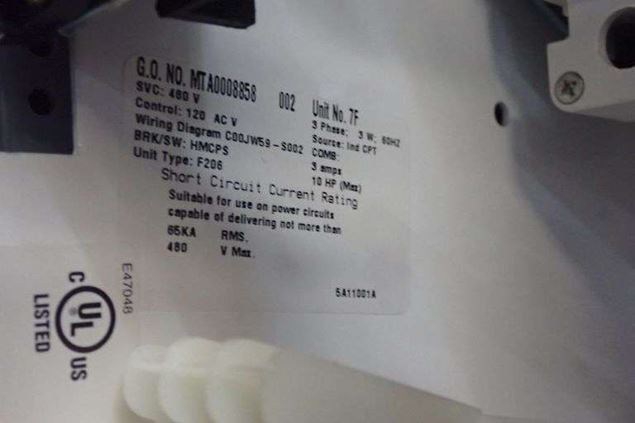 G.O. NO. MTA0008858 002 Unit No. 7F
SVC: 480 V 3 Phase; 3 W; 60HZ
Control: 120 AC V Source: Ind CPT
Wiring Diagram C00JW59-S002 COMB:
BRK/SW: HMCPS 3 amps
Unit Type: F206 10 HP (Max)
Short Circuit Current Rating
Suitable for use on power circuits
capable of delivering not more than
65KA RMS.
480 V Max.
5A11001A
E47048
C UL US
LISTED